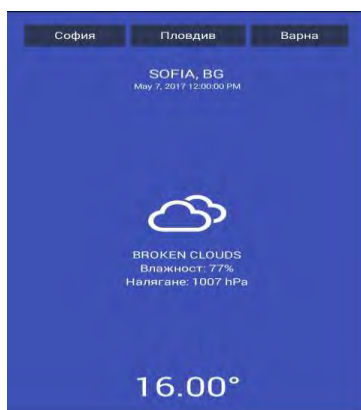 София Пловдив Варна
SOFIA, BG
May 7, 2017 12:00:00 PM
BROKEN CLOUDS
Влажност: 77%
Налягане: 1007 hPa
16.00°